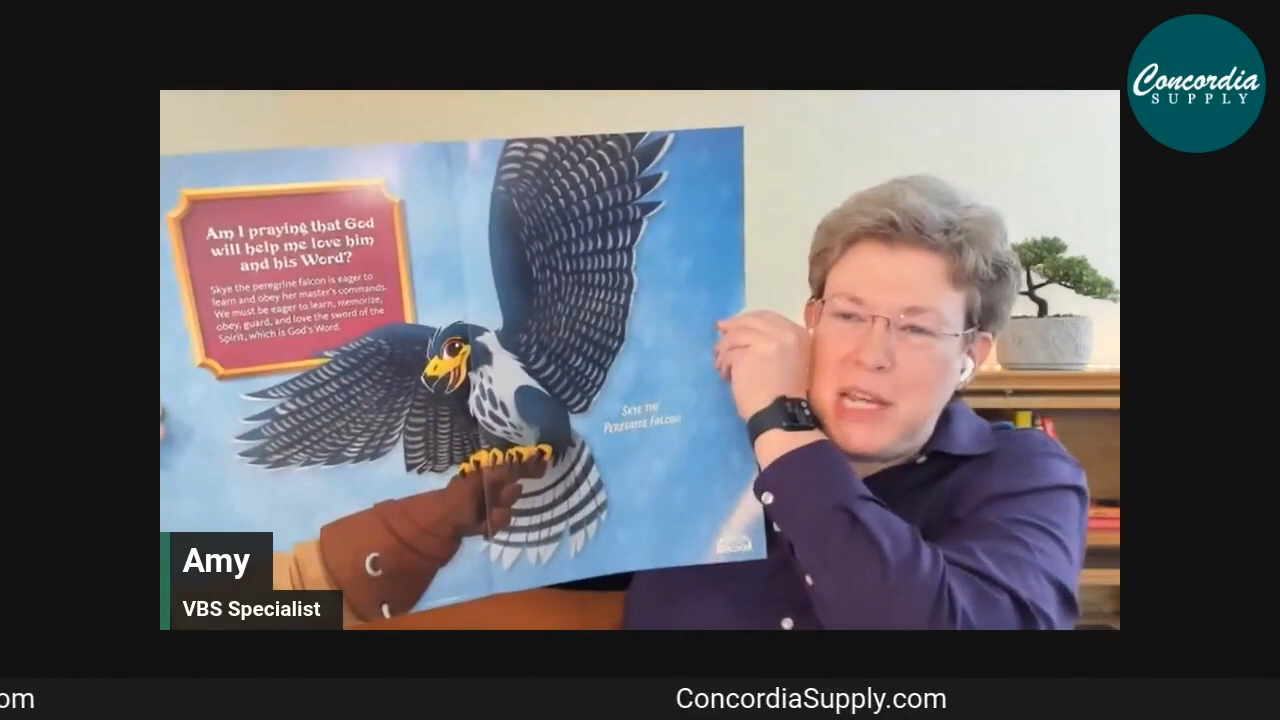 Concordia
SUPPLY
Am I praying that God
will help me love him
and his Word?
Skye the peregrine falcon is eager to
learn and obey her master's commands.
We must be eager to learn, memorize,
obey, guard, and love the sword of the
Spirit, which is God's Word.
SKYE THE
PEREGRINE FALCON
Amy
VBS Specialist
om
ConcordiaSupply.com